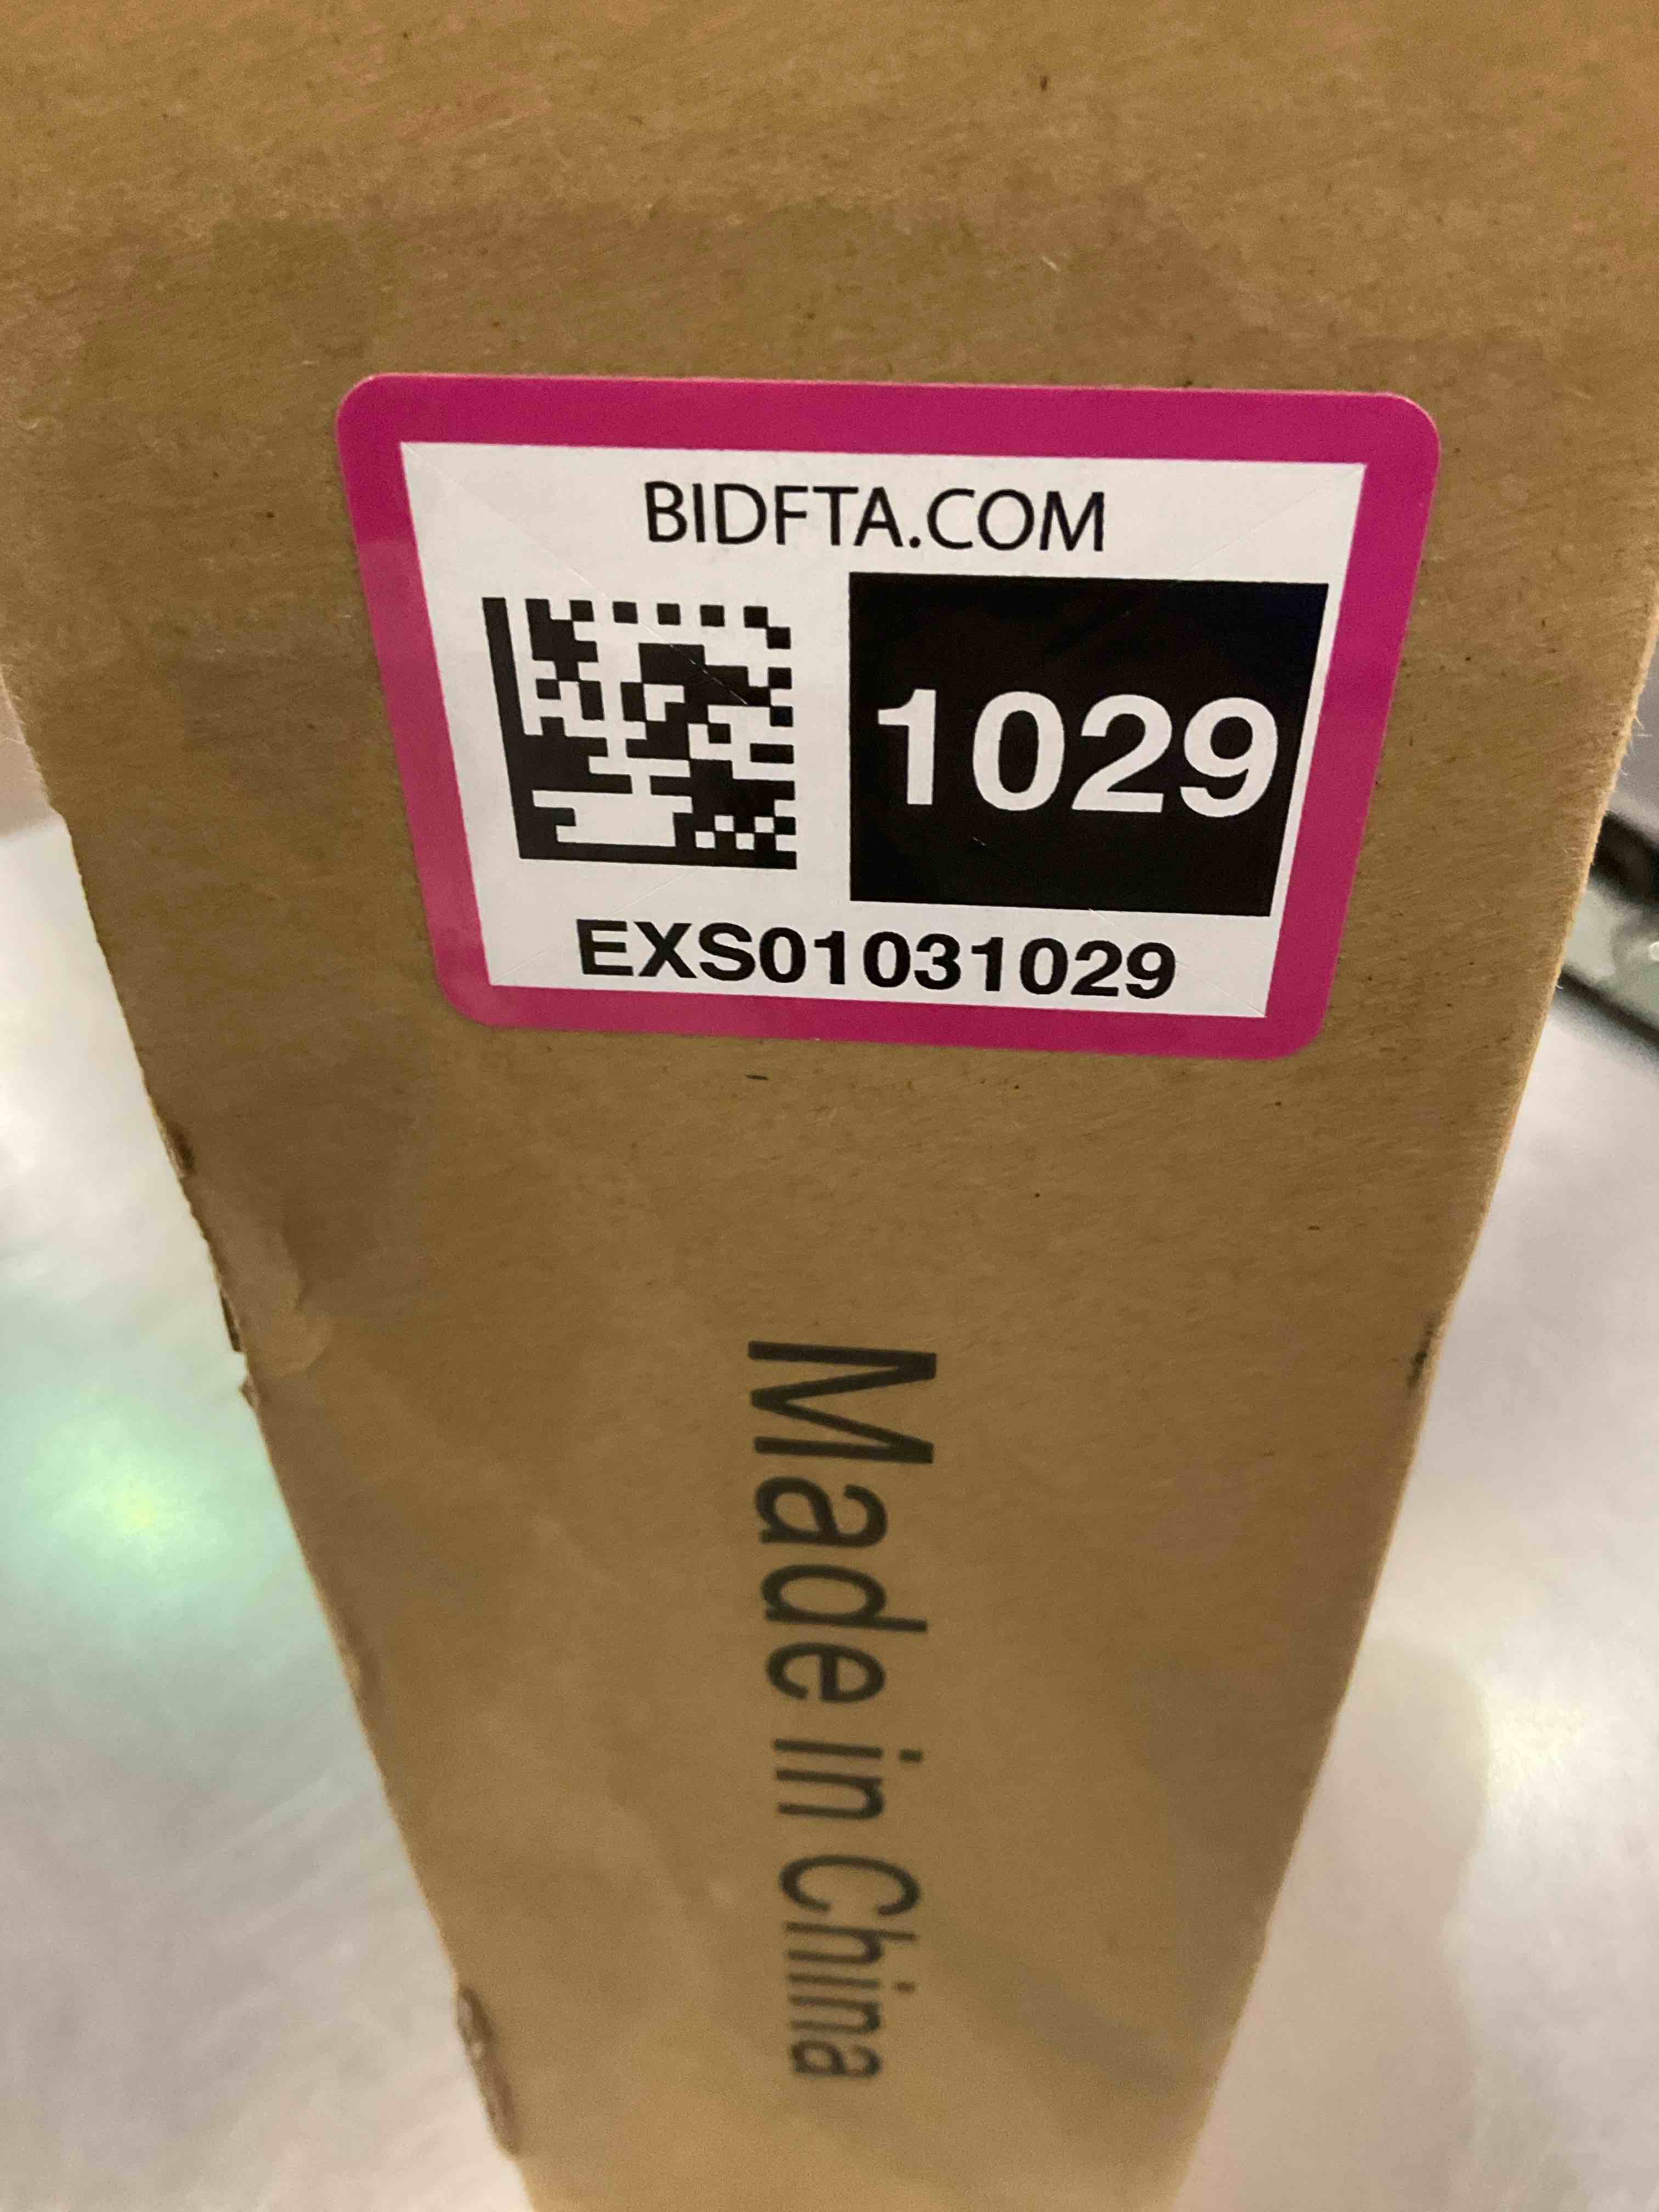 BIDFTA.COM
1029
EXS01031029
Made in China